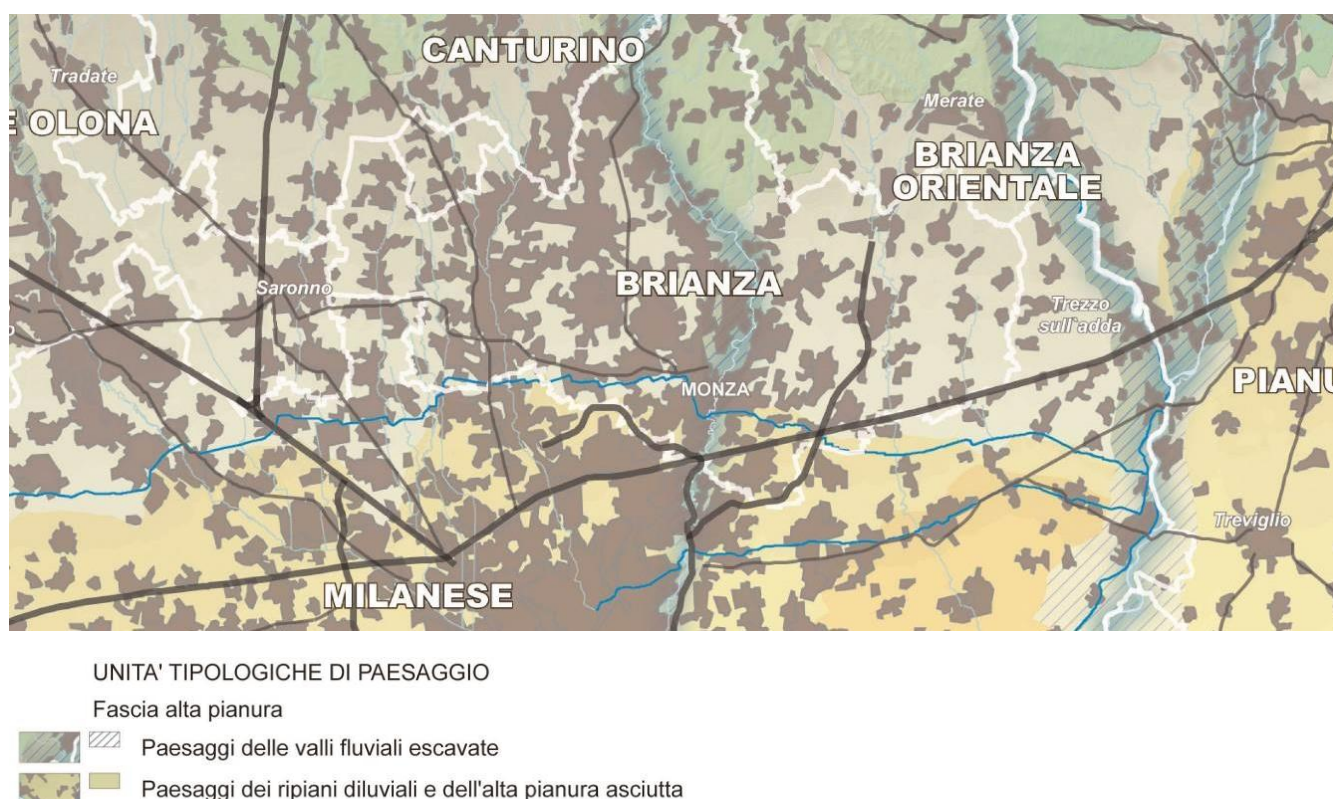 CANTURINO
Tradate
E OLONA
Merate
BRIANZA
ORIENTALE
BRIANZA
Saronno
Trezzo
sull'adda
MONZA
PIANU
Treviglio
MILANESE
UNITA' TIPOLOGICHE DI PAESAGGIO
Fascia alta pianura
Paesaggi delle valli fluviali escavate
Paesaggi dei ripiani diluviali e dell'alta pianura asciutta